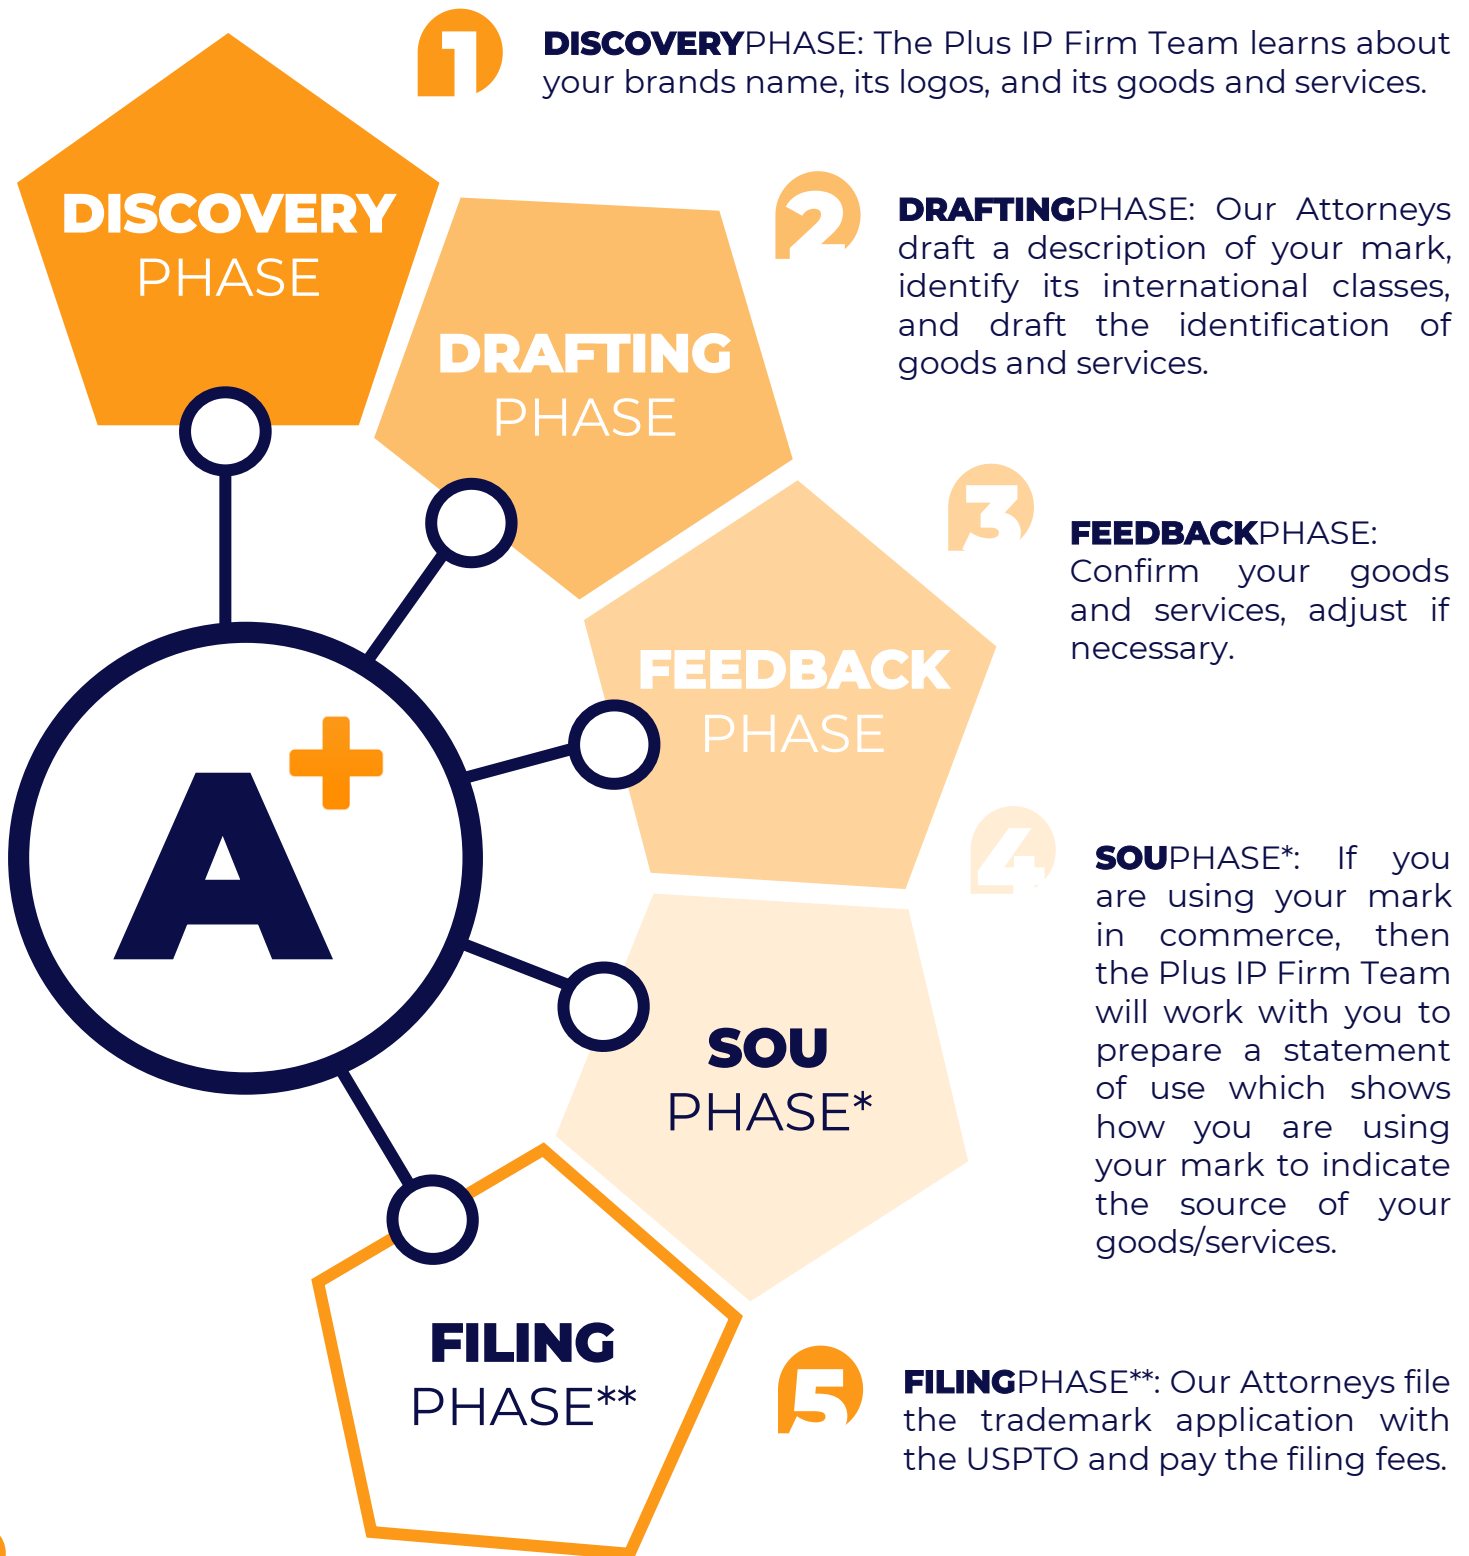 1
DISCOVERYPHASE: The Plus IP Firm Team learns about
your brands name, its logos, and its goods and services.
DISCOVERY
PHASE
2
DRAFTINGPHASE: Our Attorneys
draft a description of your mark,
identify its international classes,
and draft the identification of
goods and services.
DRAFTING
PHASE
3
FEEDBACKPHASE:
Confirm your goods
and services, adjust if
necessary.
FEEDBACK
PHASE
A+
4
SOUPHASE*: If you
are using your mark
in commerce, then
the Plus IP Firm Team
will work with you to
prepare a statement
of use which shows
how you are using
your mark to indicate
the source of your
goods/services.
SOU
PHASE*
FILING
PHASE**
5
FILINGPHASE**: Our Attorneys file
the trademark application with
the USPTO and pay the filing fees.